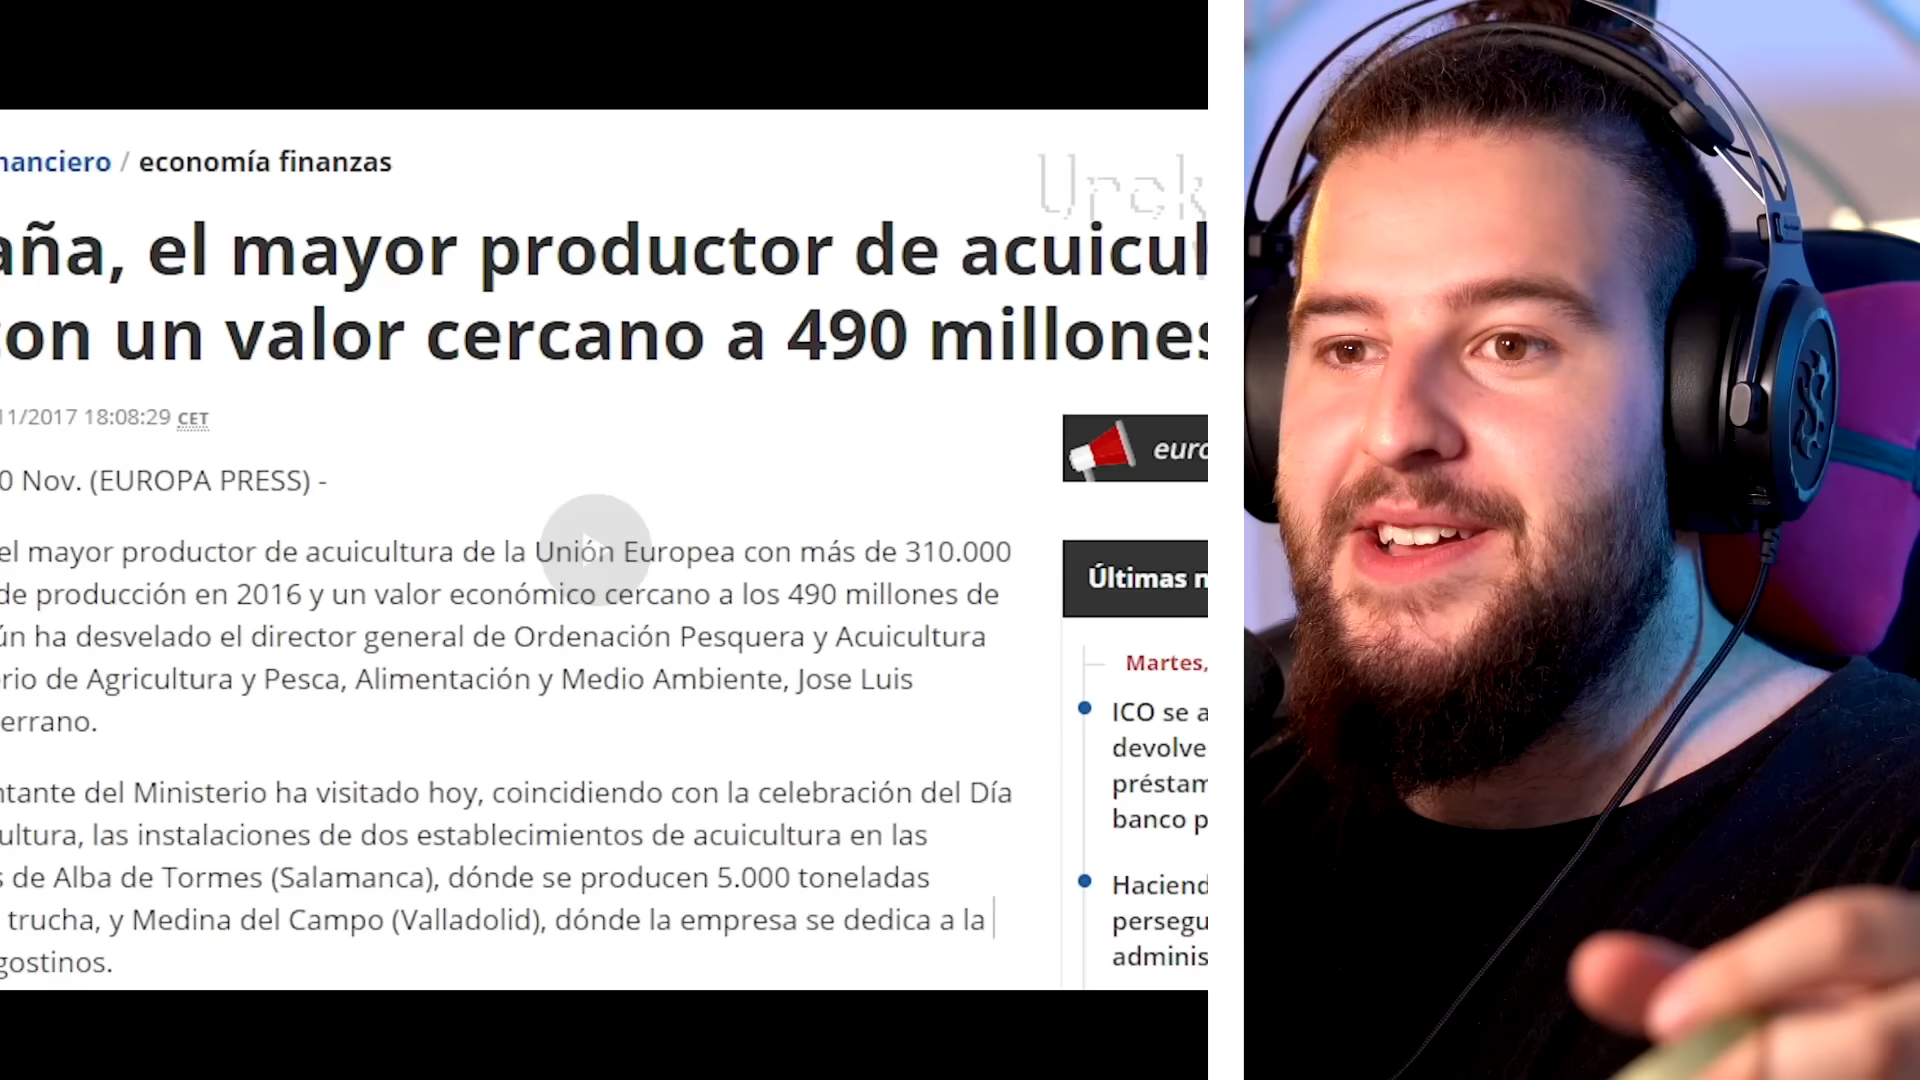 nanciero / economía finanzas
Urck
aña, el mayor productor de acuicul
con un valor cercano a 490 millones
11/2017 18:08:29 CET
0 Nov. (EUROPA PRESS) -
el mayor productor de acuicultura de la Unión Europea con más de 310.000
de producción en 2016 y un valor económico cercano a los 490 millones de
ún ha desvelado el director general de Ordenación Pesquera y Acuicultura
rio de Agricultura y Pesca, Alimentación y Medio Ambiente, Jose Luis
errano.
ntante del Ministerio ha visitado hoy, coincidiendo con la celebración del Día
cultura, las instalaciones de dos establecimientos de acuicultura en las
s de Alba de Tormes (Salamanca), dónde se producen 5.000 toneladas
trucha, y Medina del Campo (Valladolid), dónde la empresa se dedica a la
gostinos.
euro
Últimas n
Martes,
ICO se a
devolve
préstam
banco p
Haciend
persegu
adminis